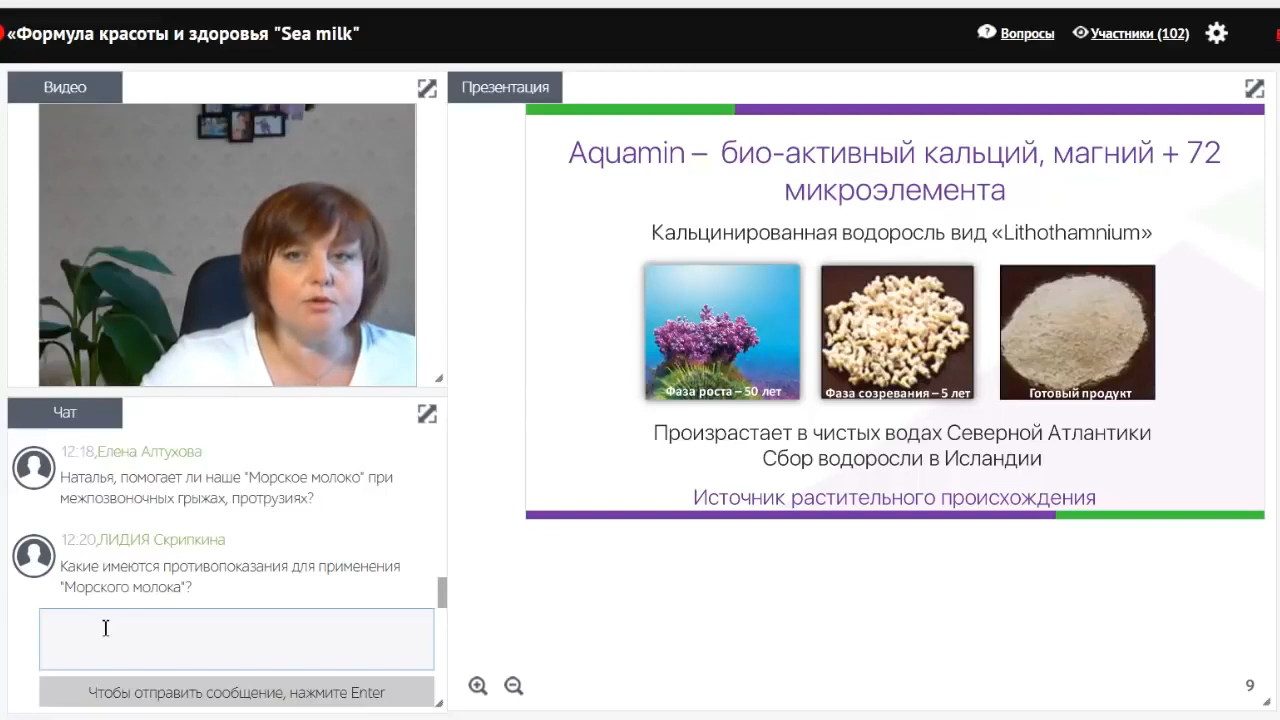 «Формула красоты и здоровья "Sea milk"
Вопросы
Участники (102)
Видео
Презентация
Aquamin – био-активный кальций, магний + 72
микроэлемента
Кальцинированная водоросль вид «Lithothamnium»
Фаза роста – 50 лет
Фаза созревания – 5 лет
Готовый продукт
Произрастает в чистых водах Северной Атлантики
Сбор водоросли в Исландии
Источник растительного происхождения
Чат
12:18,Елена Алтухова
Наталья, помогает ли наше "Морское молоко" при
межпозвоночных грыжах, протрузиях?
12:20,ЛИДИЯ Скрипкина
Какие имеются противопоказания для применения
"Морского молока"?
Чтобы отправить сообщение, нажмите Enter
9